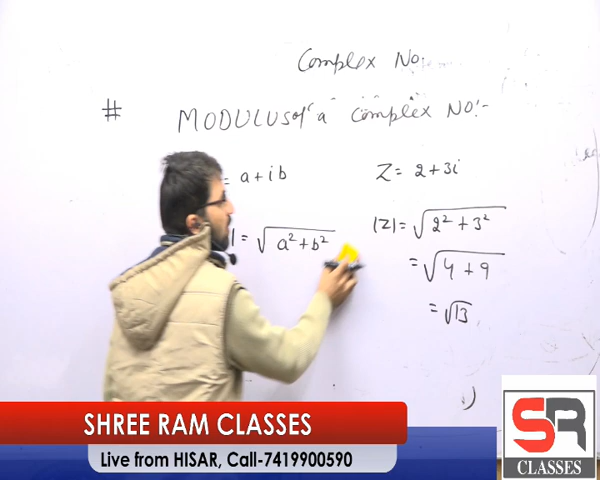 Complex No:
# MODULUS of a complex NO:-
= a + ib
Z = 2 + 3i
| = √a² + b²
|Z| = √2² + 3²
= √4 + 9
= √13
SHREE RAM CLASSES
Live from HISAR, Call-7419900590
SR
CLASSES